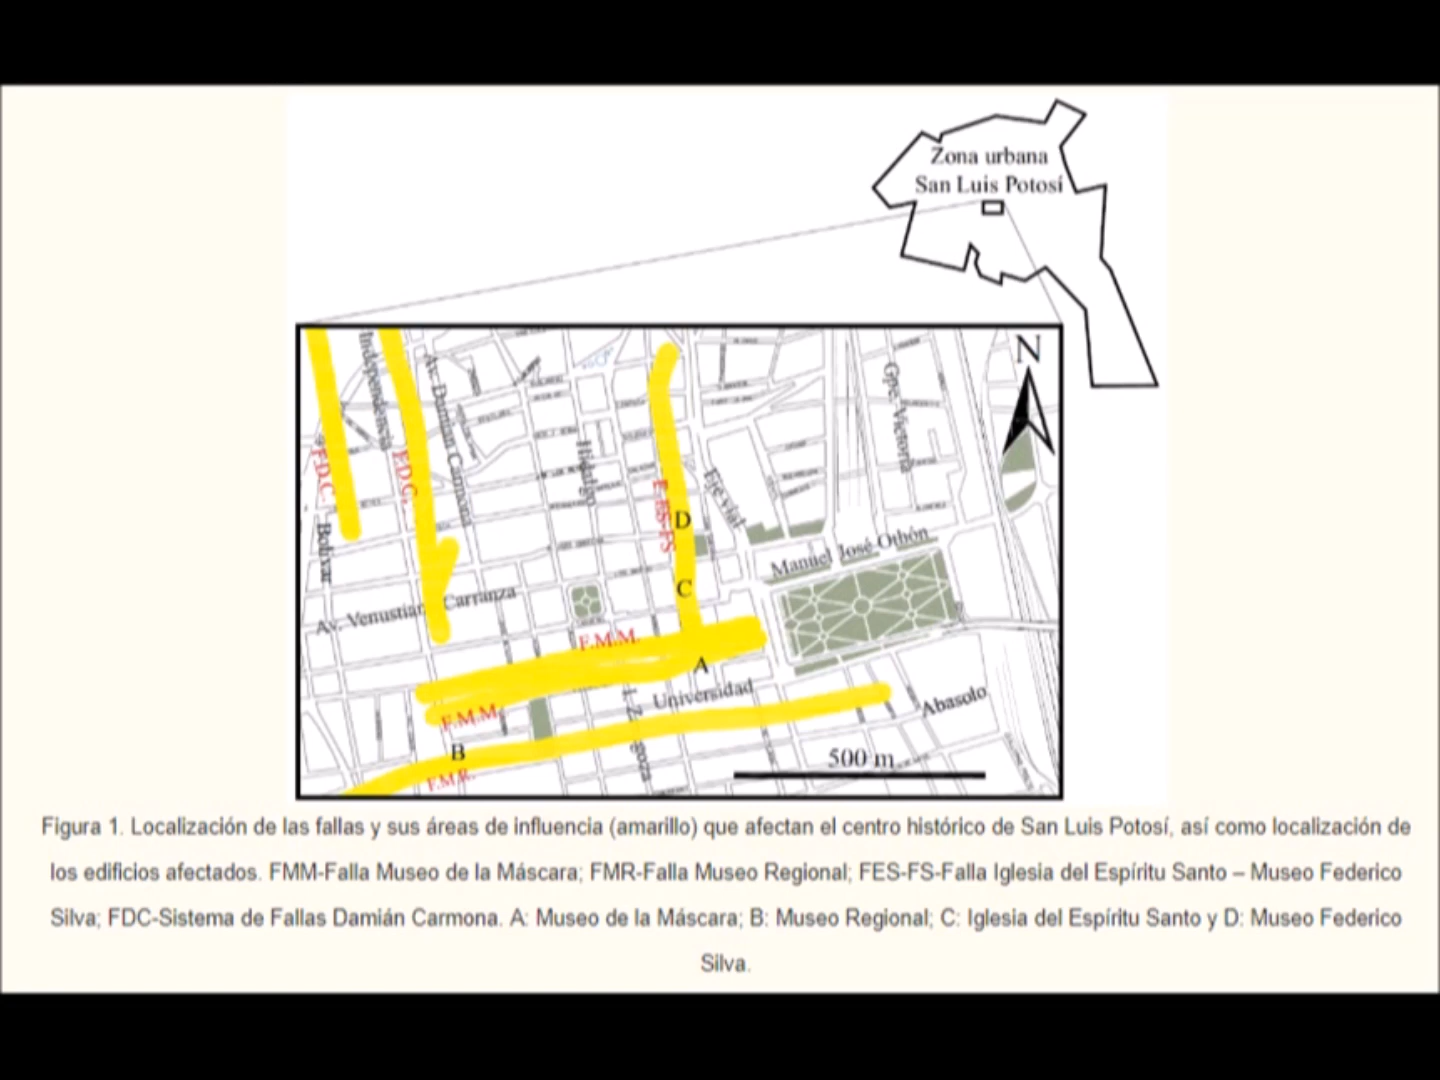 Zona urbana
San Luis Potosí
N
Independencia
Av. Damián Carmona
Hidalgo
Eje vial
Gpe. Victoria
F.D.C.
F.D.C.
F.-ES-FS
D
Bolívar
Manuel José Othón
C
Av. Venustian Carranza
F.M.M.
A
Universidad
Abasolo
F.M.M.
B
F.M.R.
500 m
Figura 1. Localización de las fallas y sus áreas de influencia (amarillo) que afectan el centro histórico de San Luis Potosí, así como localización de
los edificios afectados. FMM-Falla Museo de la Máscara; FMR-Falla Museo Regional; FES-FS-Falla Iglesia del Espíritu Santo – Museo Federico
Silva; FDC-Sistema de Fallas Damián Carmona. A: Museo de la Máscara; B: Museo Regional; C: Iglesia del Espíritu Santo y D: Museo Federico
Silva.